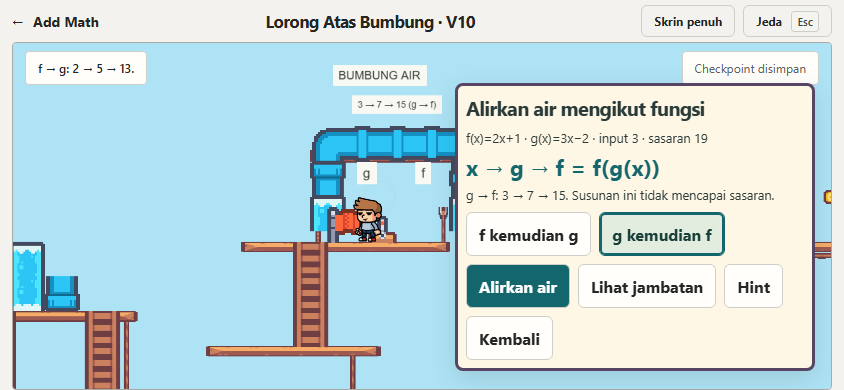 ← Add Math
Lorong Atas Bumbung · V10
Skrin penuh
Jeda Esc
f → g: 2 → 5 → 13.
BUMBUNG AIR
Checkpoint disimpan
3 → 7 → 15 (g → f)
g
f
Alirkan air mengikut fungsi
f(x)=2x+1 · g(x)=3x−2 · input 3 · sasaran 19
x → g → f = f(g(x))
g → f: 3 → 7 → 15. Susunan ini tidak mencapai sasaran.
f kemudian g
g kemudian f
Alirkan air
Lihat jambatan
Hint
Kembali